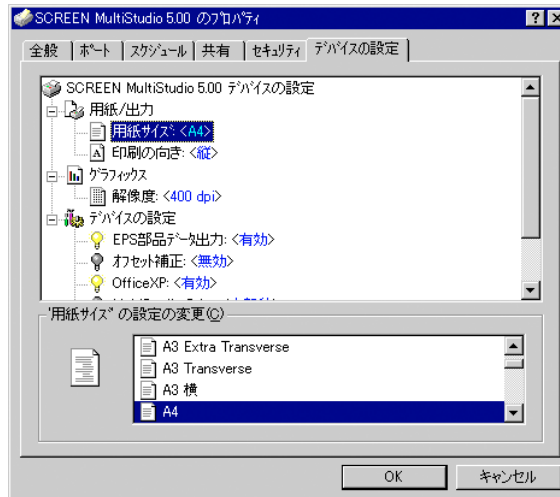 SCREEN MultiStudio 5.00 のﾌﾟﾛﾊﾟﾃｨ
全般 ﾎﾟｰﾄ ｽｹｼﾞｭｰﾙ 共有 ｾｷｭﾘﾃｨ ﾃﾞﾊﾞｲｽの設定
SCREEN MultiStudio 5.00 ﾃﾞﾊﾞｲｽの設定
用紙/出力
用紙ｻｲｽﾞ: <A4>
印刷の向き: <縦>
ｸﾞﾗﾌｨｯｸｽ
解像度: <400 dpi>
ﾃﾞﾊﾞｲｽの設定
EPS部品ﾃﾞｰﾀ出力: <有効>
ｵﾌｾｯﾄ補正: <無効>
OfficeXP: <有効>
'用紙ｻｲｽﾞ' の設定の変更(C)
A3 Extra Transverse
A3 Transverse
A3 横
A4
OK ｷｬﾝｾﾙ